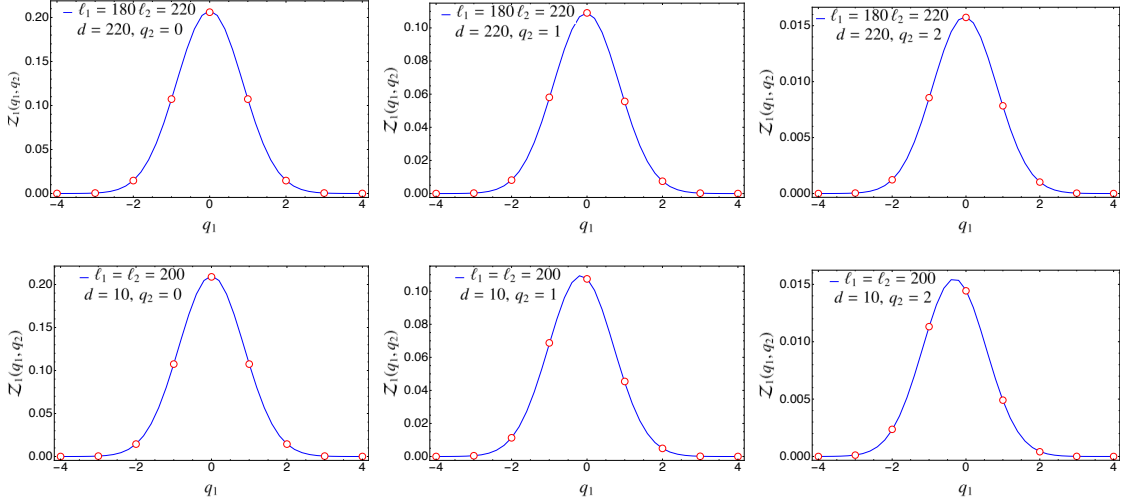 ℓ1 = 180 ℓ2 = 220
d = 220, q2 = 0
0.20
0.15
0.10
0.05
0.00
Z1(q1, q2)
-4 -2 0 2 4
q1
ℓ1 = 180 ℓ2 = 220
d = 220, q2 = 1
0.10
0.08
0.06
0.04
0.02
0.00
Z1(q1, q2)
-4 -2 0 2 4
q1
ℓ1 = 180 ℓ2 = 220
d = 220, q2 = 2
0.015
0.010
0.005
0.000
Z1(q1, q2)
-4 -2 0 2 4
q1
ℓ1 = ℓ2 = 200
d = 10, q2 = 0
0.20
0.15
0.10
0.05
0.00
Z1(q1, q2)
-4 -2 0 2 4
q1
ℓ1 = ℓ2 = 200
d = 10, q2 = 1
0.10
0.08
0.06
0.04
0.02
0.00
Z1(q1, q2)
-4 -2 0 2 4
q1
ℓ1 = ℓ2 = 200
d = 10, q2 = 2
0.015
0.010
0.005
0.000
Z1(q1, q2)
-4 -2 0 2 4
q1